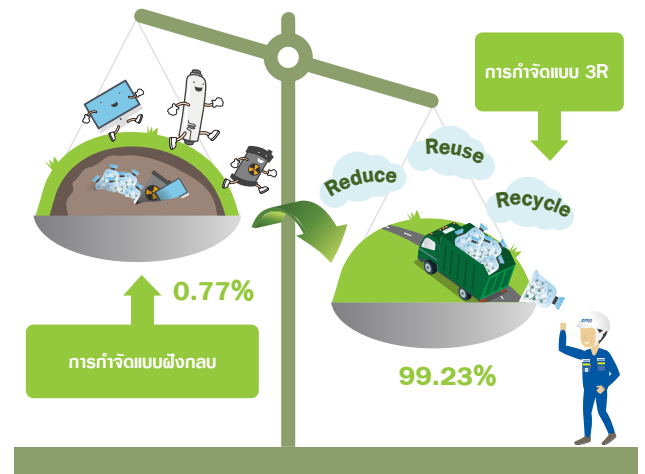 การกำจัดแบบ 3R
Reduce
Reuse
Recycle
0.77%
การกำจัดแบบฝังกลบ
99.23%